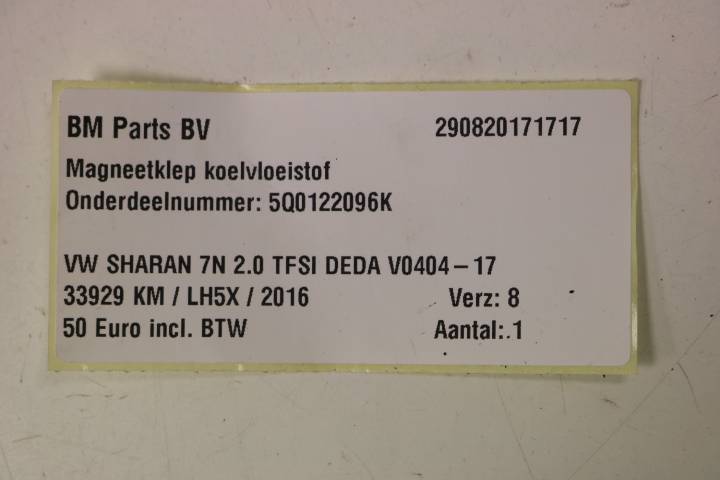 BM Parts BV 290820171717
Magneetklep koelvloeistof
Onderdeelnummer: 5Q0122096K
VW SHARAN 7N 2.0 TFSI DEDA V0404-17
33929 KM / LH5X / 2016 Verz: 8
50 Euro incl. BTW Aantal: 1